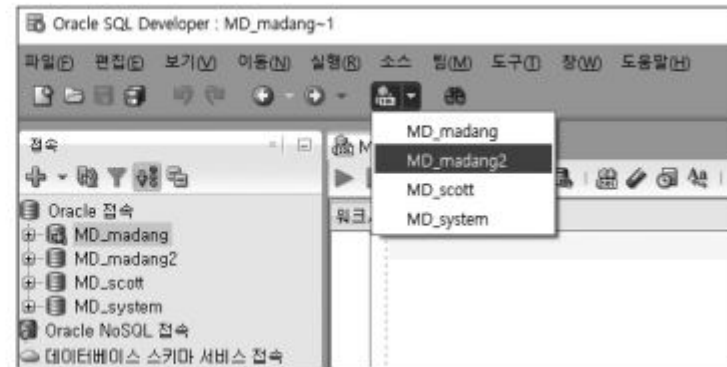 Oracle SQL Developer : MD_madang~1
파일(F) 편집(E) 보기(V) 이동(N) 실행(R) 소스 팀(M) 도구(T) 창(W) 도움말(H)
접속
MD_madang
MD_madang2
MD_scott
MD_system
M
워크
Oracle 접속
MD_madang
MD_madang2
MD_scott
MD_system
Oracle NoSQL 접속
데이터베이스 스키마 서비스 접속